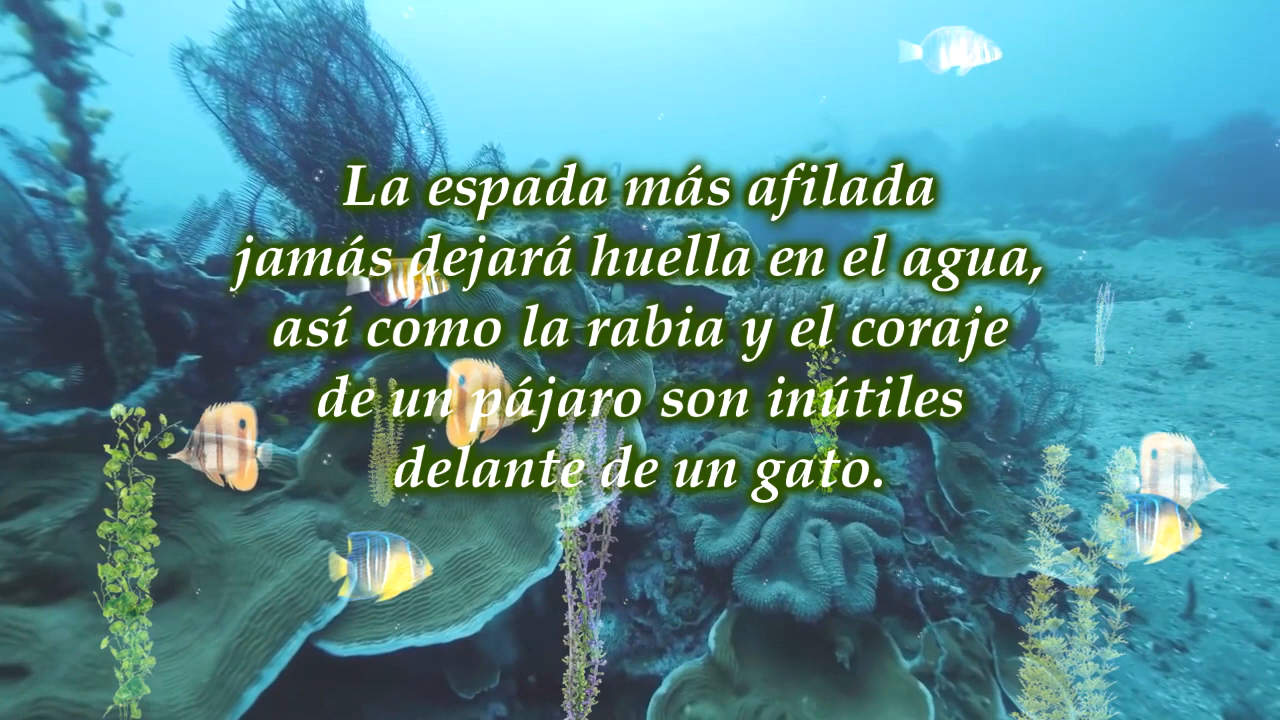 La espada más afilada
jamás dejará huella en el agua,
así como la rabia y el coraje
de un pájaro son inútiles
delante de un gato.